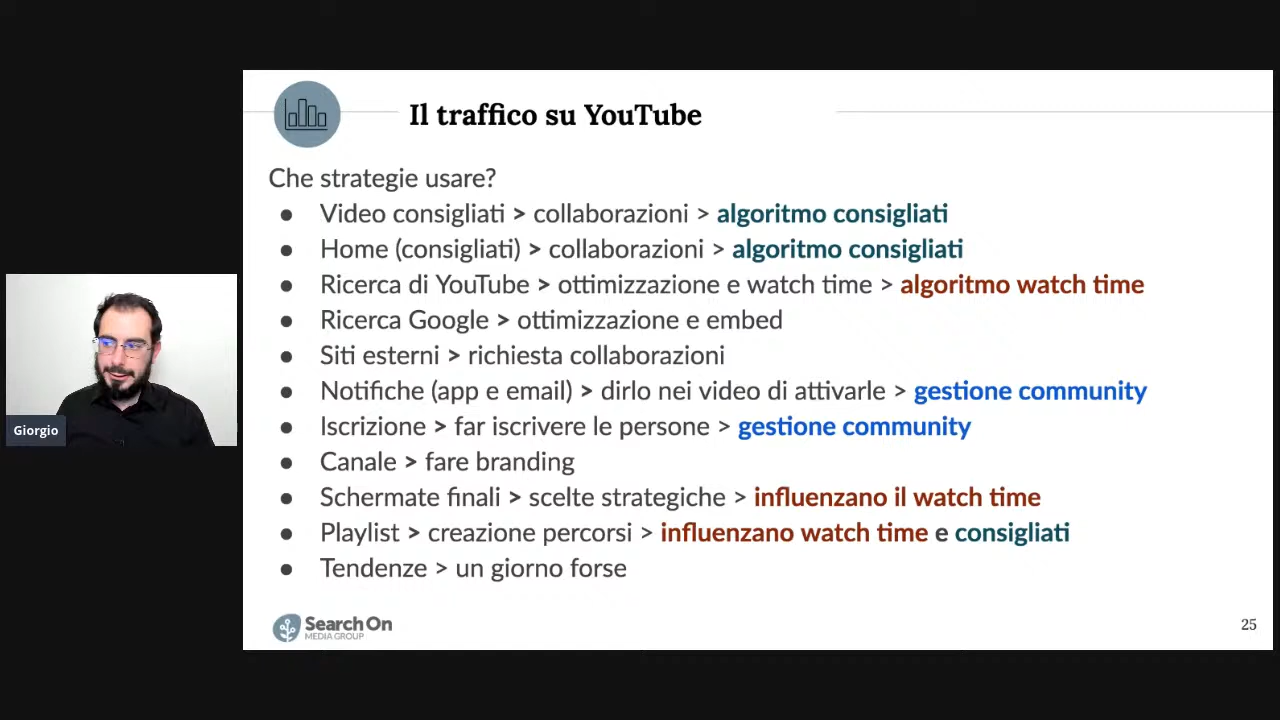 Il traffico su YouTube
Che strategie usare?
● Video consigliati > collaborazioni > algoritmo consigliati
● Home (consigliati) > collaborazioni > algoritmo consigliati
● Ricerca di YouTube > ottimizzazione e watch time > algoritmo watch time
● Ricerca Google > ottimizzazione e embed
● Siti esterni > richiesta collaborazioni
● Notifiche (app e email) > dirlo nei video di attivarle > gestione community
● Iscrizione > far iscrivere le persone > gestione community
● Canale > fare branding
● Schermate finali > scelte strategiche > influenzano il watch time
● Playlist > creazione percorsi > influenzano watch time e consigliati
● Tendenze > un giorno forse
Giorgio
Search On
MEDIA GROUP
25